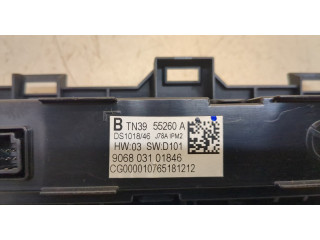 B TN39 55260 A
DS1018/46 J78A IPM2
HW:03 SW:D101
9068 031 01846
CG000010765181212